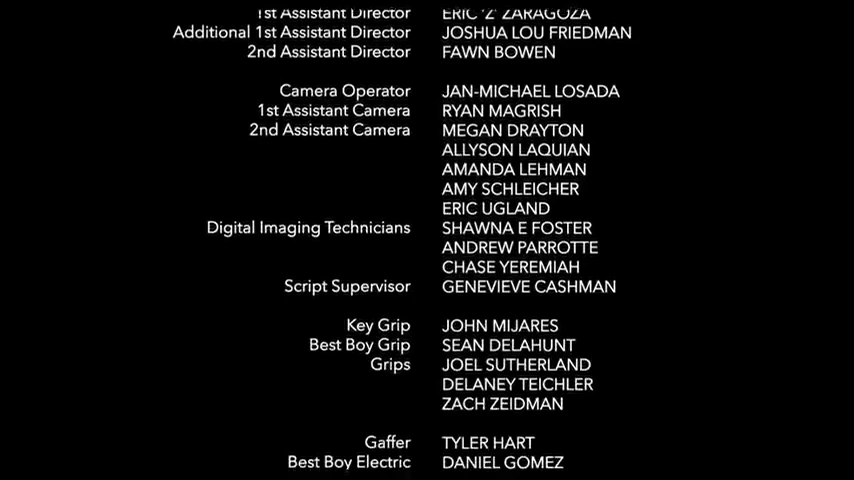 1st Assistant Director ERIC 'Z' ZARAGOZA
Additional 1st Assistant Director JOSHUA LOU FRIEDMAN
2nd Assistant Director FAWN BOWEN
Camera Operator JAN-MICHAEL LOSADA
1st Assistant Camera RYAN MAGRISH
2nd Assistant Camera MEGAN DRAYTON
ALLYSON LAQUIAN
AMANDA LEHMAN
AMY SCHLEICHER
ERIC UGLAND
Digital Imaging Technicians SHAWNA E FOSTER
ANDREW PARROTTE
CHASE YEREMIAH
Script Supervisor GENEVIEVE CASHMAN
Key Grip JOHN MIJARES
Best Boy Grip SEAN DELAHUNT
Grips JOEL SUTHERLAND
DELANEY TEICHLER
ZACH ZEIDMAN
Gaffer TYLER HART
Best Boy Electric DANIEL GOMEZ